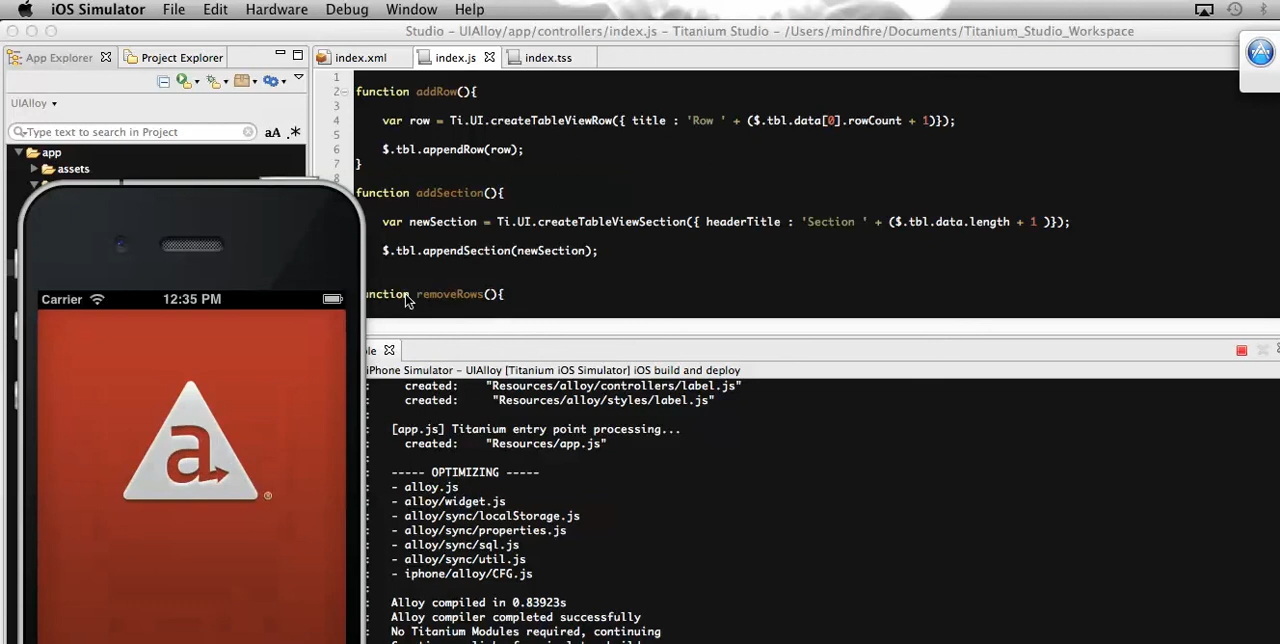 iOS Simulator File Edit Hardware Debug Window Help
Studio - UIAlloy/app/controllers/index.js - Titanium Studio - /Users/mindfire/Documents/Titanium_Studio_Workspace
App Explorer Project Explorer index.xml index.js index.tss
UIAlloy
Type text to search in Project aA .*
app
assets
1
2 function addRow(){
3
4 var row = Ti.UI.createTableViewRow({ title : 'Row ' + ($.tbl.data[0].rowCount + 1)});
5
6 $.tbl.appendRow(row);
7 }
8
function addSection(){
var newSection = Ti.UI.createTableViewSection({ headerTitle : 'Section ' + ($.tbl.data.length + 1 )});
$.tbl.appendSection(newSection);
unction removeRows(){
Carrier 12:35 PM
a
®
le
iPhone Simulator - UIAlloy [Titanium iOS Simulator] iOS build and deploy
: created: "Resources/alloy/controllers/label.js"
: created: "Resources/alloy/styles/label.js"
:
: [app.js] Titanium entry point processing...
: created: "Resources/app.js"
:
: ----- OPTIMIZING -----
: - alloy.js
: - alloy/widget.js
: - alloy/sync/localStorage.js
: - alloy/sync/properties.js
: - alloy/sync/sql.js
: - alloy/sync/util.js
: - iphone/alloy/CFG.js
:
: Alloy compiled in 0.83923s
: Alloy compiler completed successfully
: No Titanium Modules required, continuing